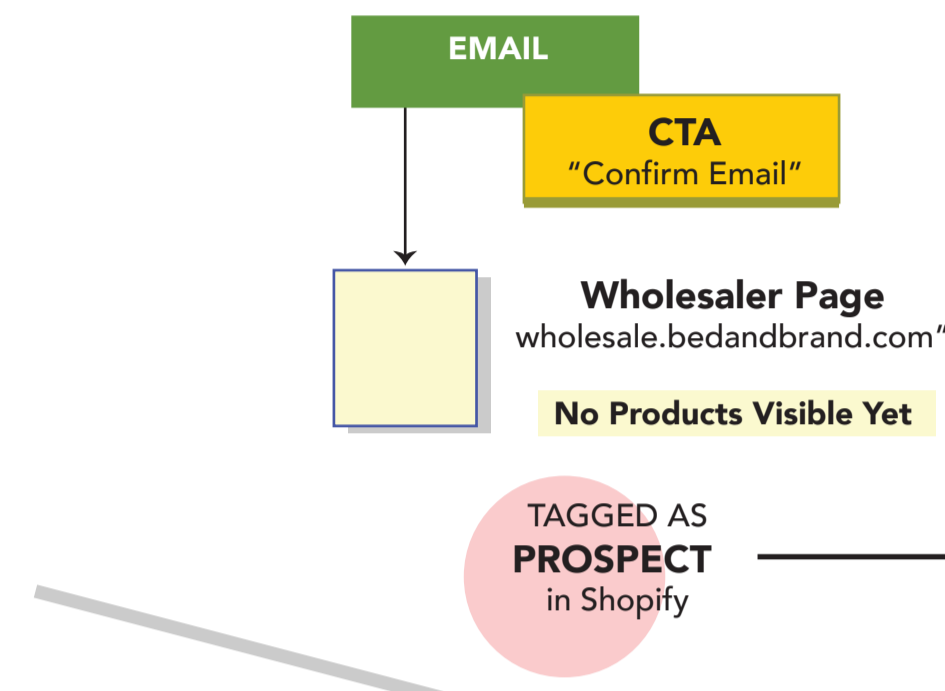 EMAIL
CTA
“Confirm Email”
Wholesaler Page
wholesale.bedandbrand.com”
No Products Visible Yet
TAGGED AS
PROSPECT
in Shopify